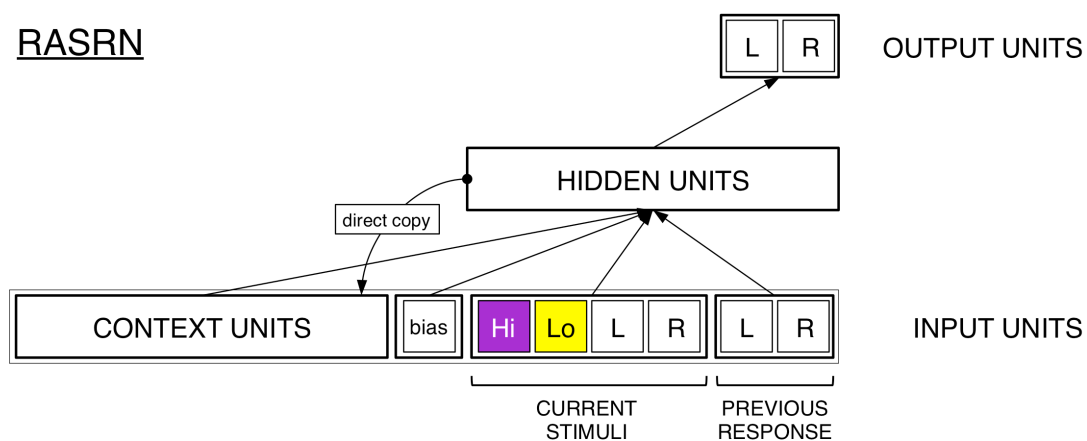 RASRN
L R
OUTPUT UNITS
HIDDEN UNITS
direct copy
CONTEXT UNITS
bias
Hi Lo L R
L R
INPUT UNITS
CURRENT
STIMULI
PREVIOUS
RESPONSE